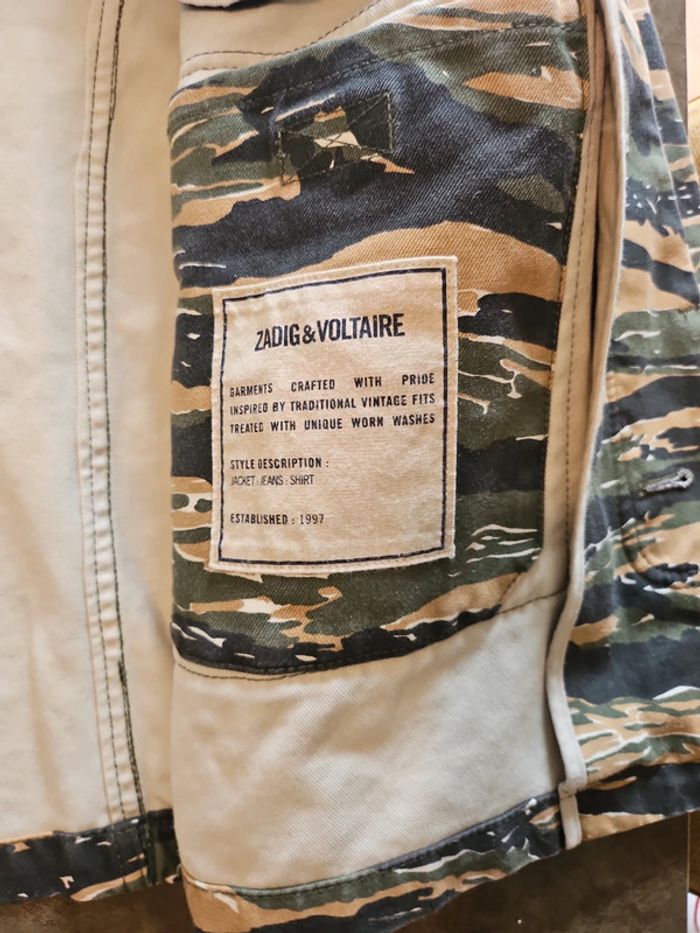 ZADIG&VOLTAIRE
GARMENTS CRAFTED WITH PRIDE
INSPIRED BY TRADITIONAL VINTAGE FITS
TREATED WITH UNIQUE WORN WASHES
STYLE DESCRIPTION :
JACKET : JEANS : SHIRT
ESTABLISHED : 1997